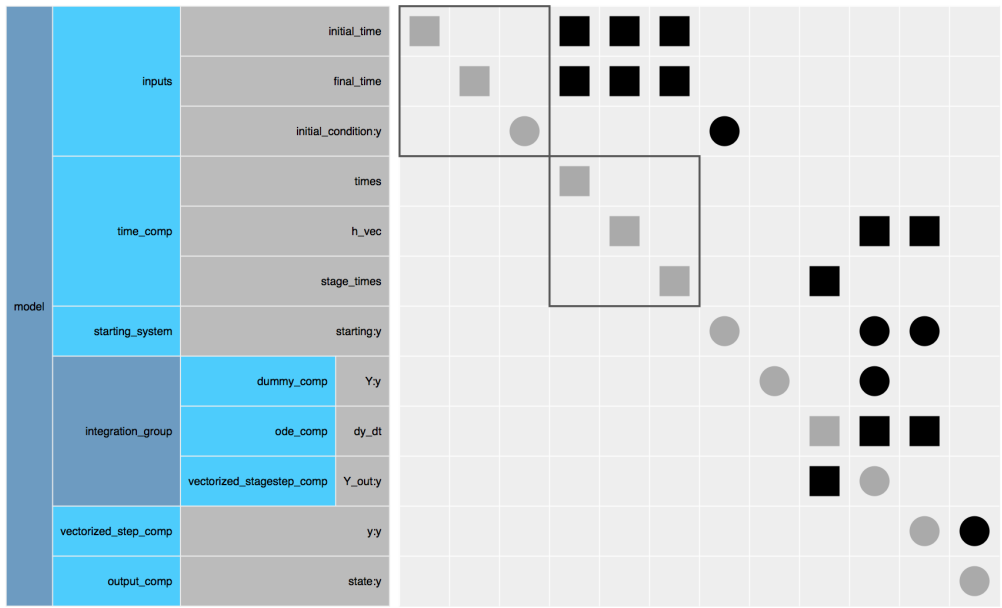 model
inputs
initial_time
final_time
initial_condition:y
time_comp
times
h_vec
stage_times
starting_system
starting:y
integration_group
dummy_comp
Y:y
ode_comp
dy_dt
vectorized_stagestep_comp
Y_out:y
vectorized_step_comp
y:y
output_comp
state:y